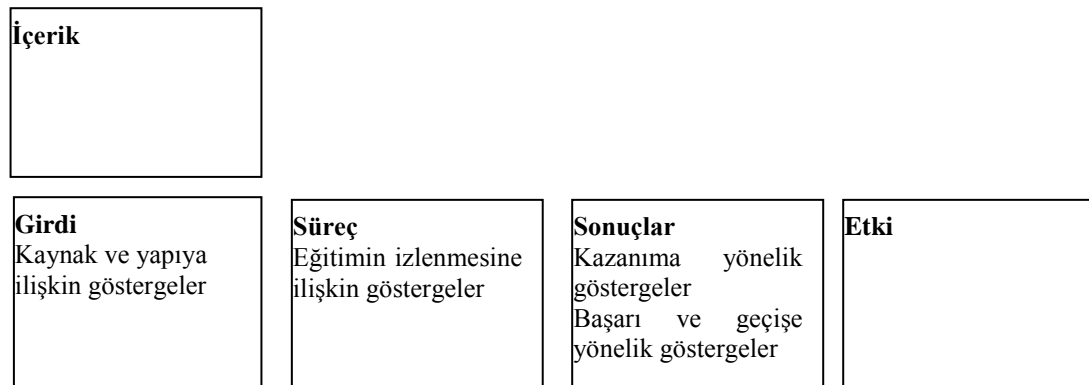 İçerik
Girdi
Kaynak ve yapıya
ilişkin göstergeler
Süreç
Eğitimin izlenmesine
ilişkin göstergeler
Sonuçlar
Kazanıma yönelik
göstergeler
Başarı ve geçişe
yönelik göstergeler
Etki